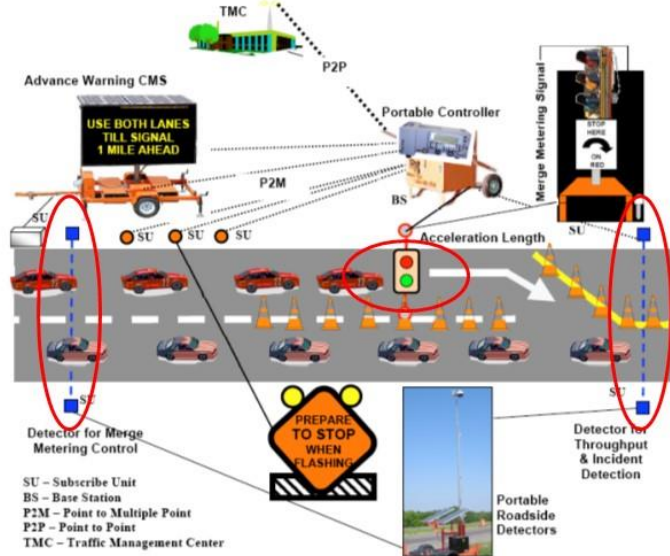 TMC
P2P
Advance Warning CMS
USE BOTH LANES
TILL SIGNAL
1 MILE AHEAD
Portable Controller
P2M
BS
Merge Metering Signal
STOP
HERE
ON
RED
SU
SU
SU
SU
SU
Acceleration Length
SU
SU
Detector for Merge
Metering Control
PREPARE
TO STOP
WHEN
FLASHING
Detector for
Throughput
& Incident
Detection
Portable
Roadside
Detectors
SU – Subscribe Unit
BS – Base Station
P2M – Point to Multiple Point
P2P – Point to Point
TMC – Traffic Management Center